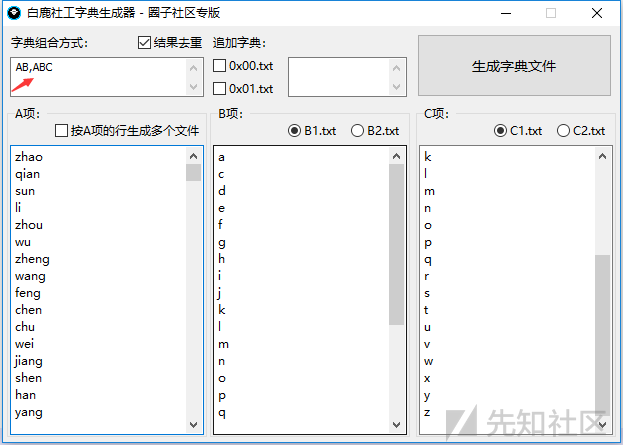 白鹿社工字典生成器 - 圈子社区专版
字典组合方式:
结果去重
追加字典:
AB,ABC
0x00.txt
0x01.txt
生成字典文件
A项:
按A项的行生成多个文件
zhao
qian
sun
li
zhou
wu
zheng
wang
feng
chen
chu
wei
jiang
shen
han
yang
B项:
B1.txt
B2.txt
a
c
d
e
f
g
h
i
j
k
l
m
n
o
p
q
C项:
C1.txt
C2.txt
k
l
m
n
o
p
q
r
s
t
u
v
w
x
y
z
先知社区